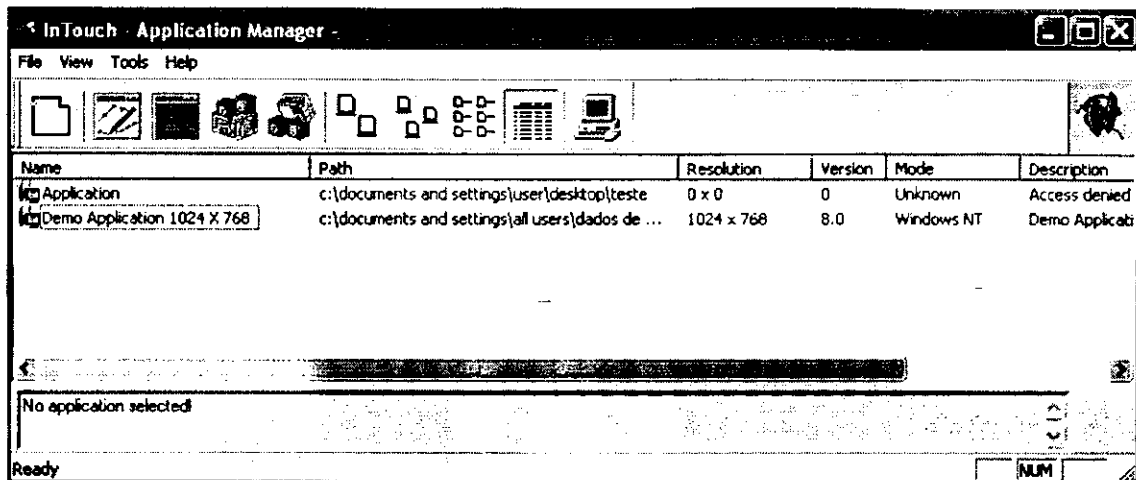 InTouch - Application Manager -
File View Tools Help
Name Path Resolution Version Mode Description
Application c:\documents and settings\user\desktop\teste 0 x 0 0 Unknown Access denied
Demo Application 1024 X 768 c:\documents and settings\all users\dados de ... 1024 x 768 8.0 Windows NT Demo Applicati
No application selected!
Ready NUM